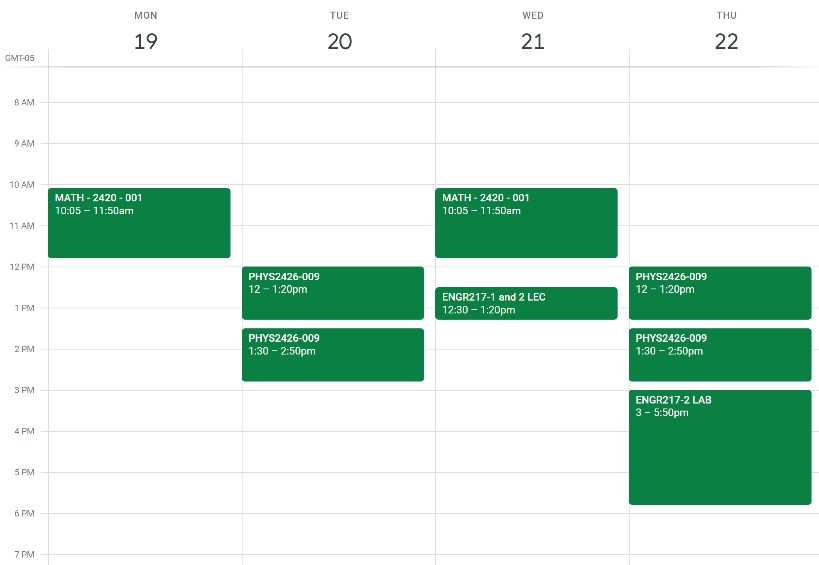 MON
TUE
WED
THU
19
20
21
22
GMT-05
8 AM
9 AM
10 AM
MATH - 2420 - 001
10:05 – 11:50am
MATH - 2420 - 001
10:05 – 11:50am
11 AM
12 PM
PHYS2426-009
12 – 1:20pm
PHYS2426-009
12 – 1:20pm
ENGR217-1 and 2 LEC
12:30 – 1:20pm
1 PM
PHYS2426-009
1:30 – 2:50pm
PHYS2426-009
1:30 – 2:50pm
2 PM
3 PM
ENGR217-2 LAB
3 – 5:50pm
4 PM
5 PM
6 PM
7 PM